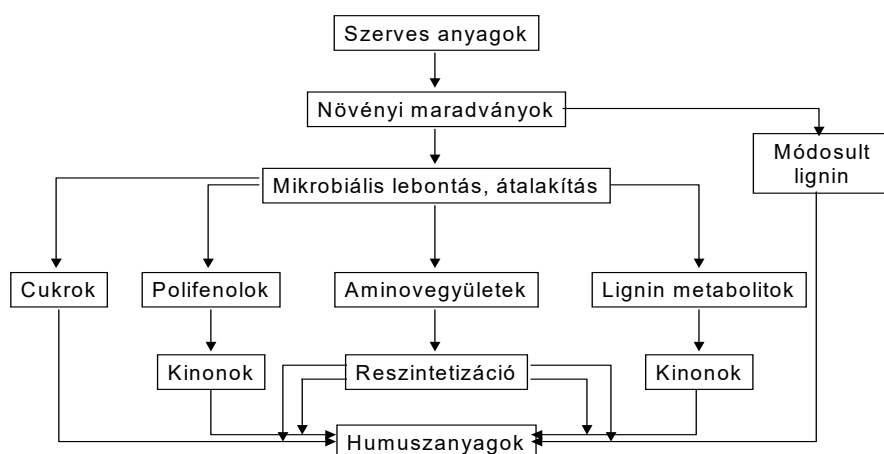 Szerves anyagok
Növényi maradványok
Módosult
lignin
Mikrobiális lebontás, átalakítás
Cukrok
Polifenolok
Aminovegyületek
Lignin metabolitok
Kinonok
Reszintetizáció
Kinonok
Humuszanyagok